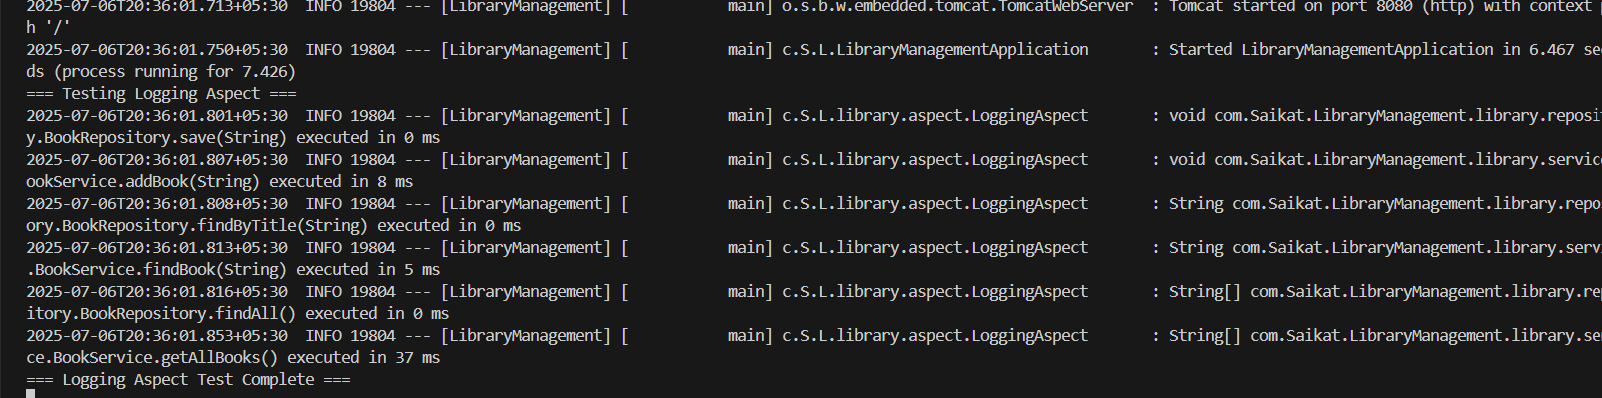 2025-07-06T20:36:01.713+05:30  INFO 19804 --- [LibraryManagement] [           main] o.s.b.w.embedded.tomcat.TomcatWebServer  : Tomcat started on port 8080 (http) with context
h '/'
2025-07-06T20:36:01.750+05:30  INFO 19804 --- [LibraryManagement] [           main] c.S.L.LibraryManagementApplication       : Started LibraryManagementApplication in 6.467 sec
ds (process running for 7.426)
=== Testing Logging Aspect ===
2025-07-06T20:36:01.801+05:30  INFO 19804 --- [LibraryManagement] [           main] c.S.L.library.aspect.LoggingAspect       : void com.Saikat.LibraryManagement.library.reposit
y.BookRepository.save(String) executed in 0 ms
2025-07-06T20:36:01.807+05:30  INFO 19804 --- [LibraryManagement] [           main] c.S.L.library.aspect.LoggingAspect       : void com.Saikat.LibraryManagement.library.service
ookService.addBook(String) executed in 8 ms
2025-07-06T20:36:01.808+05:30  INFO 19804 --- [LibraryManagement] [           main] c.S.L.library.aspect.LoggingAspect       : String com.Saikat.LibraryManagement.library.repos
ory.BookRepository.findByTitle(String) executed in 0 ms
2025-07-06T20:36:01.813+05:30  INFO 19804 --- [LibraryManagement] [           main] c.S.L.library.aspect.LoggingAspect       : String com.Saikat.LibraryManagement.library.servi
.BookService.findBook(String) executed in 5 ms
2025-07-06T20:36:01.816+05:30  INFO 19804 --- [LibraryManagement] [           main] c.S.L.library.aspect.LoggingAspect       : String[] com.Saikat.LibraryManagement.library.rep
itory.BookRepository.findAll() executed in 0 ms
2025-07-06T20:36:01.853+05:30  INFO 19804 --- [LibraryManagement] [           main] c.S.L.library.aspect.LoggingAspect       : String[] com.Saikat.LibraryManagement.library.ser
ce.BookService.getAllBooks() executed in 37 ms
=== Logging Aspect Test Complete ===